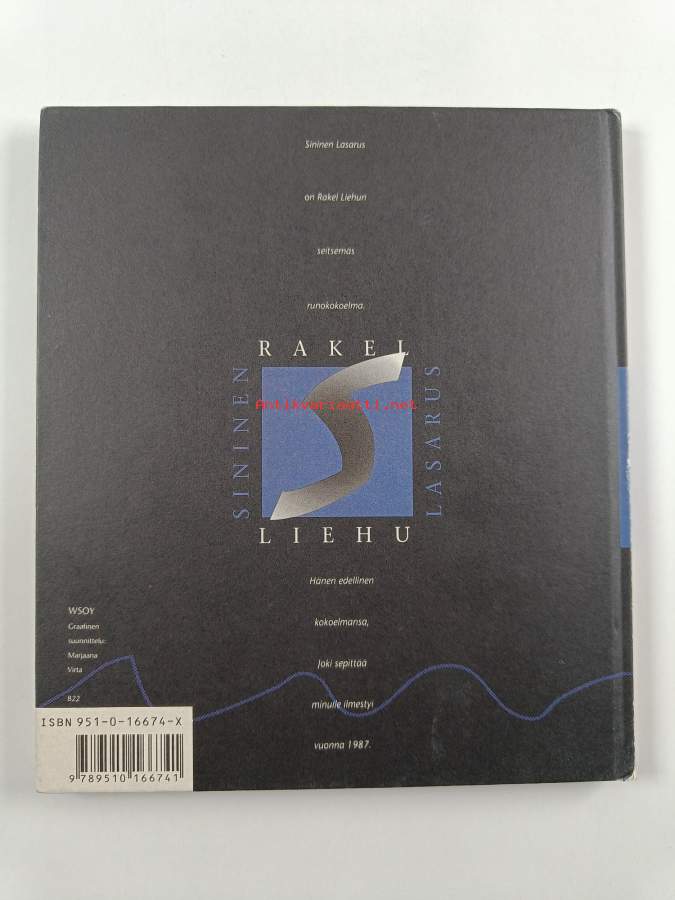 Sininen Lasarus
on Rakel Liehun
seitsemäs
runokokoelma.
RAKEL
SININEN
LASARUS
Antikvariaatti.net
LIEHU
Hänen edellinen
kokoelmansa,
Joki sepittää
minulle ilmestyi
vuonna 1987.
WSOY
Graafinen
suunnittelu:
Marjaana
Virta
822
ISBN 951-0-16674-X
9 789510 166741